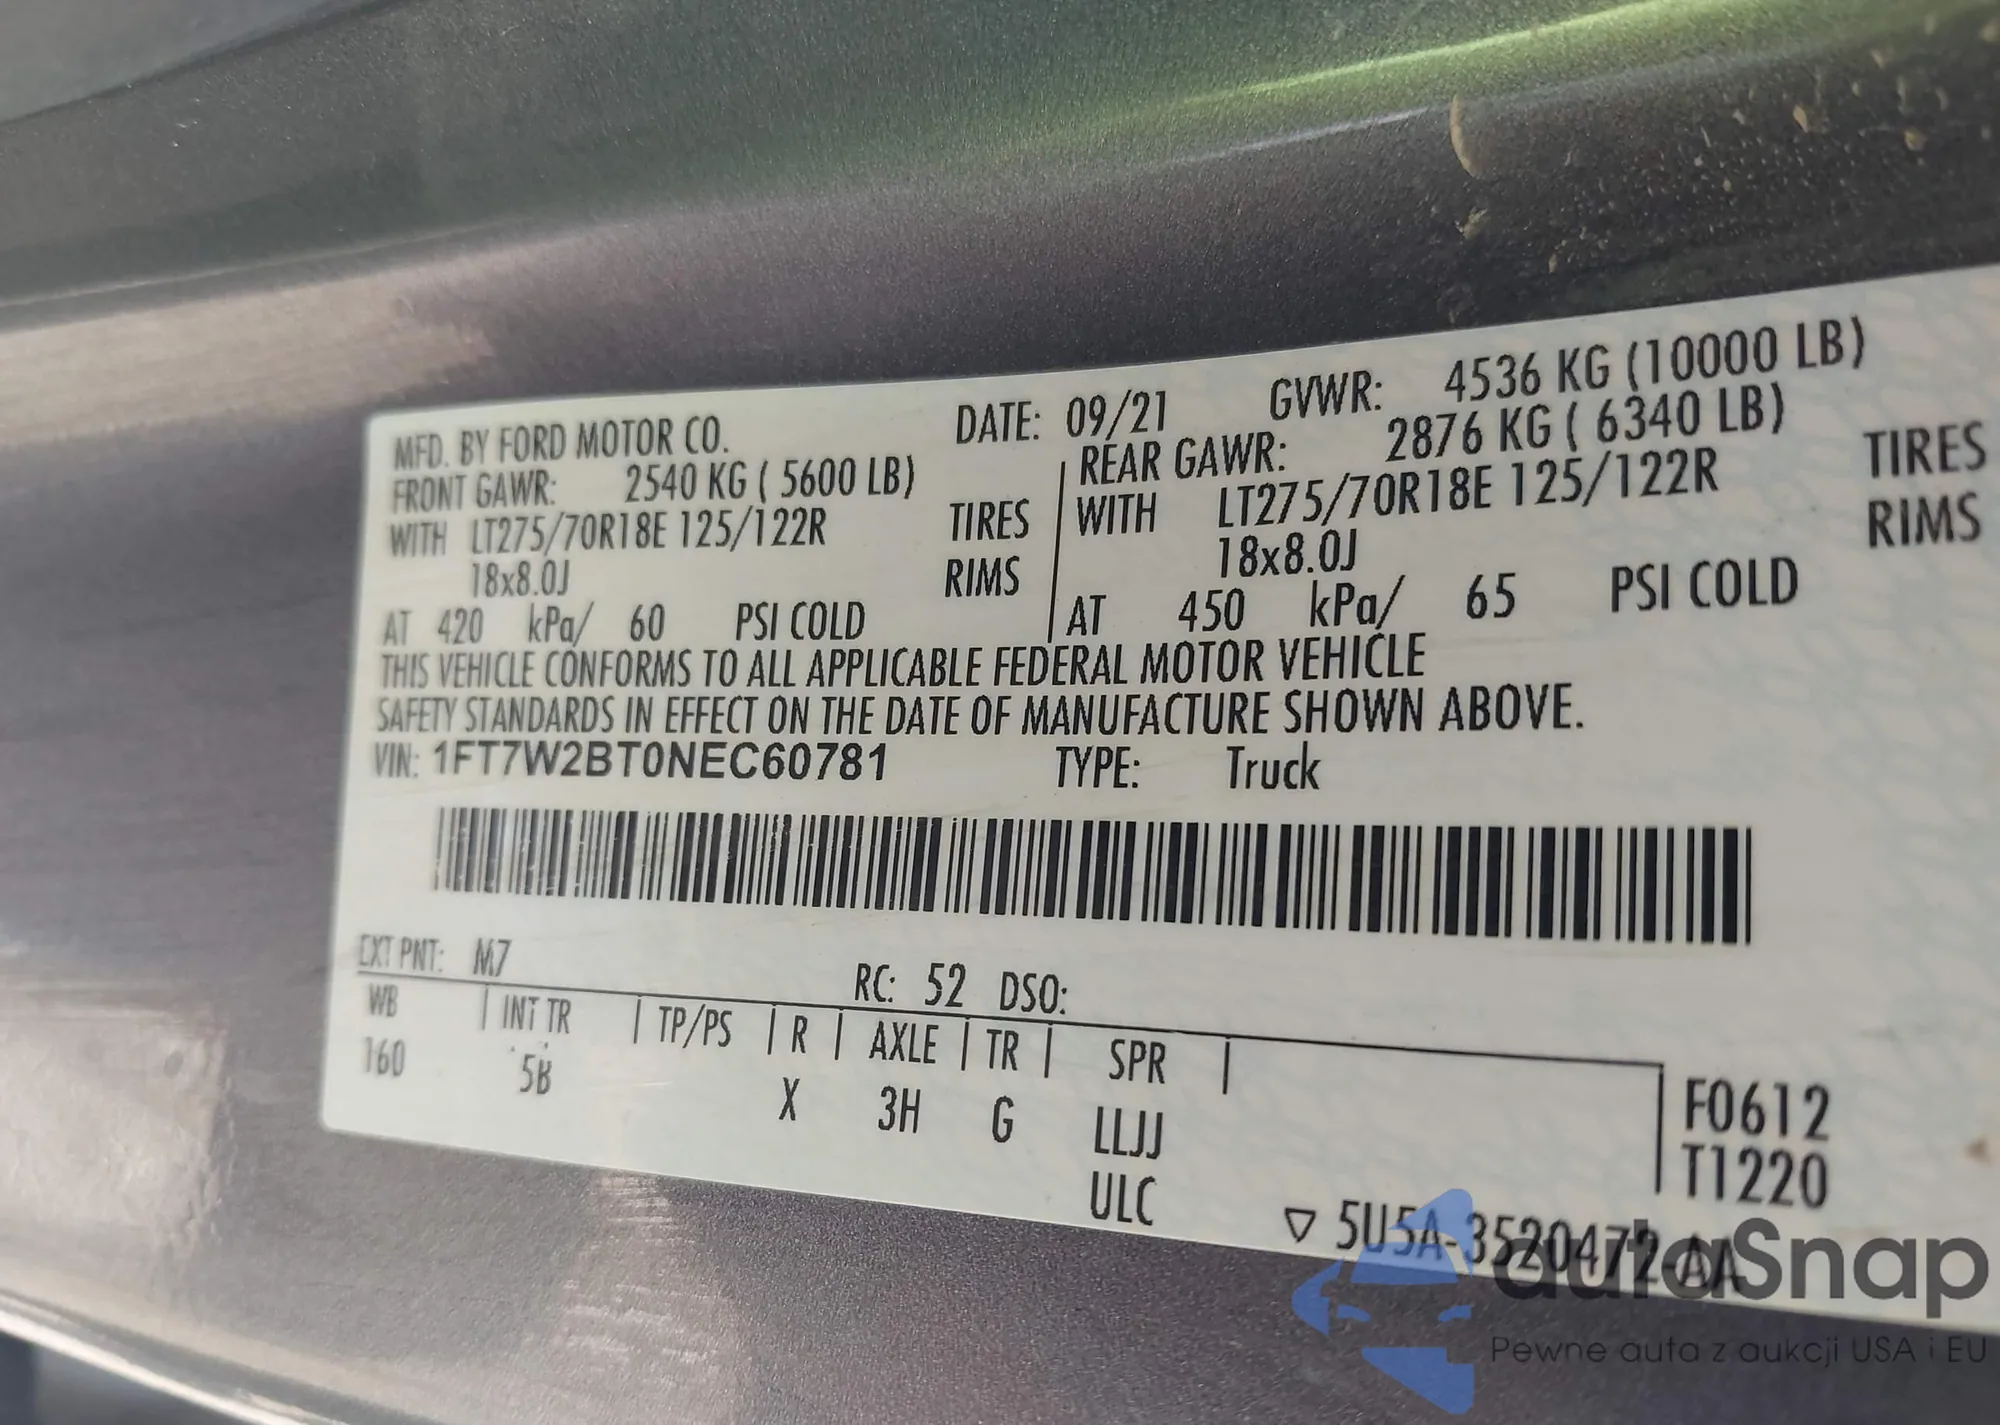 MFD. BY FORD MOTOR CO. DATE: 09/21 GVWR: 4536 KG (10000 LB)
FRONT GAWR: 2540 KG ( 5600 LB) REAR GAWR: 2876 KG ( 6340 LB)
WITH LT275/70R18E 125/122R TIRES WITH LT275/70R18E 125/122R TIRES
18x8.0J RIMS 18x8.0J RIMS
AT 420 kPa/ 60 PSI COLD AT 450 kPa/ 65 PSI COLD
THIS VEHICLE CONFORMS TO ALL APPLICABLE FEDERAL MOTOR VEHICLE
SAFETY STANDARDS IN EFFECT ON THE DATE OF MANUFACTURE SHOWN ABOVE.
VIN: 1FT7W2BT0NEC60781 TYPE: Truck
EXT PNT: M7 RC: 52 DSO:
WB INT TR TP/PS R AXLE TR SPR
160 5B X 3H G LLJJ F0612
ULC T1220
▽ 5U5A-3520472-AA
autoSnap
Pewne auta z aukcji USA i EU